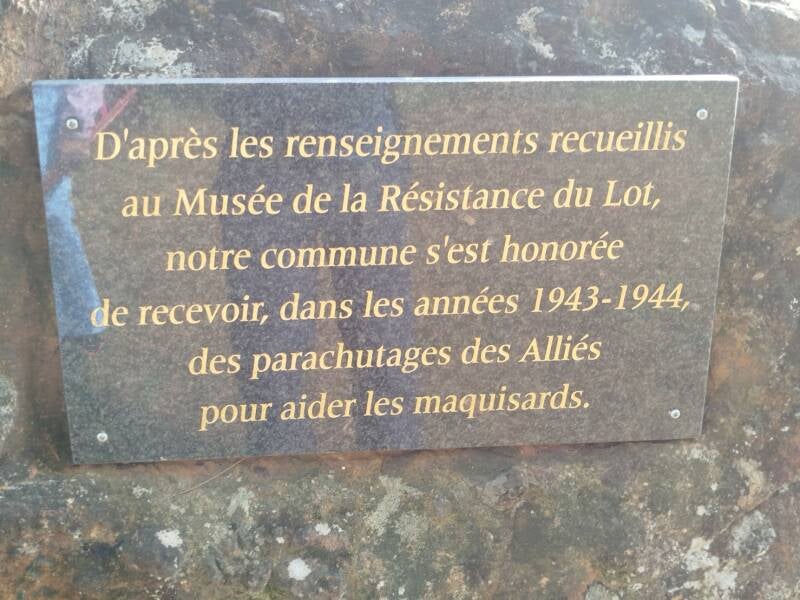 D'après les renseignements recueillis
au Musée de la Résistance du Lot,
notre commune s'est honorée
de recevoir, dans les années 1943-1944,
des parachutages des Alliés
pour aider les maquisards.